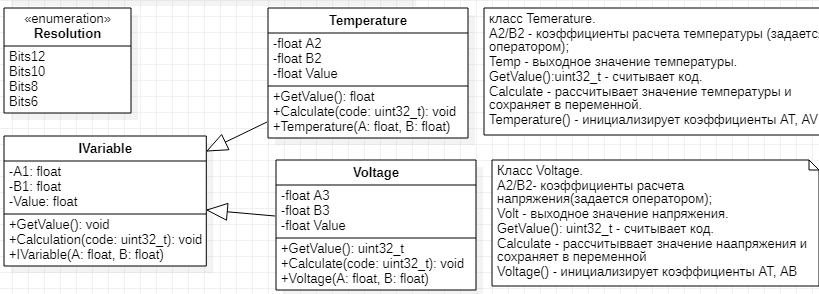 «enumeration»
Resolution
Bits12
Bits10
Bits8
Bits6
Temperature
-float A2
-float B2
-float Value
+GetValue(): float
+Calculate(code: uint32_t): void
+Temperature(A: float, B: float)
класс Temerature.
A2/B2 - коэффициенты расчета температуры (задаетс
оператором);
Temp - выходное значение температуры.
GetValue():uint32_t - считывает код.
Calculate - рассчитывает значение температуры и
сохраняет в переменной.
Temperature() - инициализирует коэффициенты AT, AV
IVariable
-A1: float
-B1: float
-Value: float
+GetValue(): void
+Calculation(code: uint32_t): void
+IVariable(A: float, B: float)
Voltage
-float A3
-float B3
-float Value
+GetValue(): uint32_t
+Calculate(code: uint32_t): void
+Voltage(A: float, B: float)
Класс Voltage.
A2/B2- коэффициенты расчета
напряжения(задается оператором);
Volt - выходное значение напряжения.
GetValue(): uint32_t - считывает код.
Calculate - рассчитыввает значение наапряжения и
сохраняет в переменной
Voltage() - инициализирует коэффициенты AT, AB